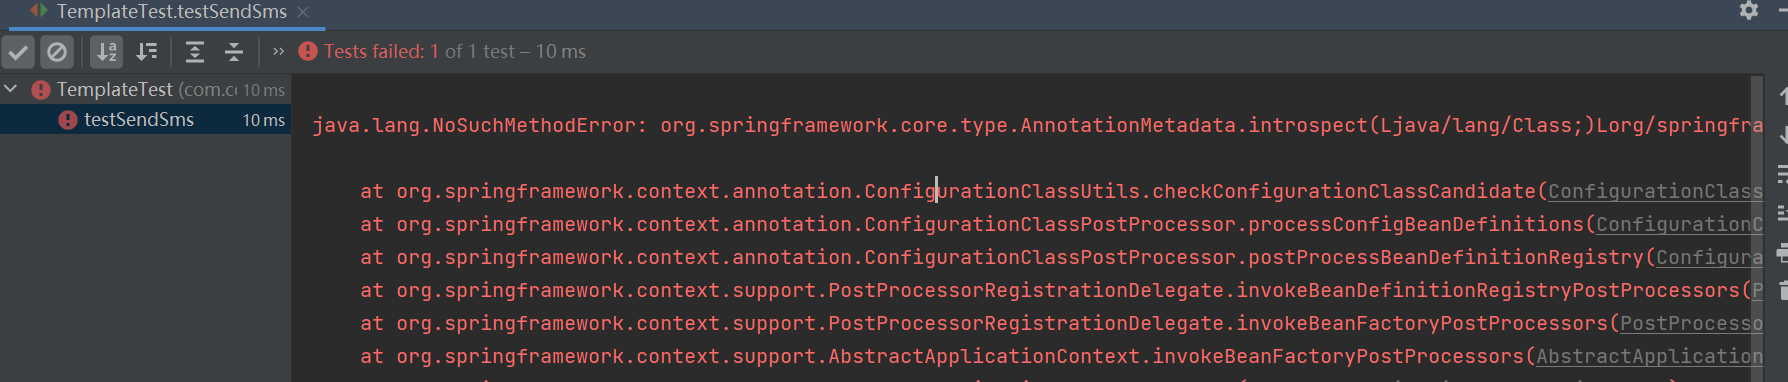 TemplateTest.testSendSms
Tests failed: 1 of 1 test – 10 ms
TemplateTest (com.cc 10 ms
testSendSms 10 ms
java.lang.NoSuchMethodError: org.springframework.core.type.AnnotationMetadata.introspect(Ljava/lang/Class;)Lorg/springfra
at org.springframework.context.annotation.ConfigurationClassUtils.checkConfigurationClassCandidate(ConfigurationClass
at org.springframework.context.annotation.ConfigurationClassPostProcessor.processConfigBeanDefinitions(ConfigurationC
at org.springframework.context.annotation.ConfigurationClassPostProcessor.postProcessBeanDefinitionRegistry(Configura
at org.springframework.context.support.PostProcessorRegistrationDelegate.invokeBeanDefinitionRegistryPostProcessors(P
at org.springframework.context.support.PostProcessorRegistrationDelegate.invokeBeanFactoryPostProcessors(PostProcesso
at org.springframework.context.support.AbstractApplicationContext.invokeBeanFactoryPostProcessors(AbstractApplication